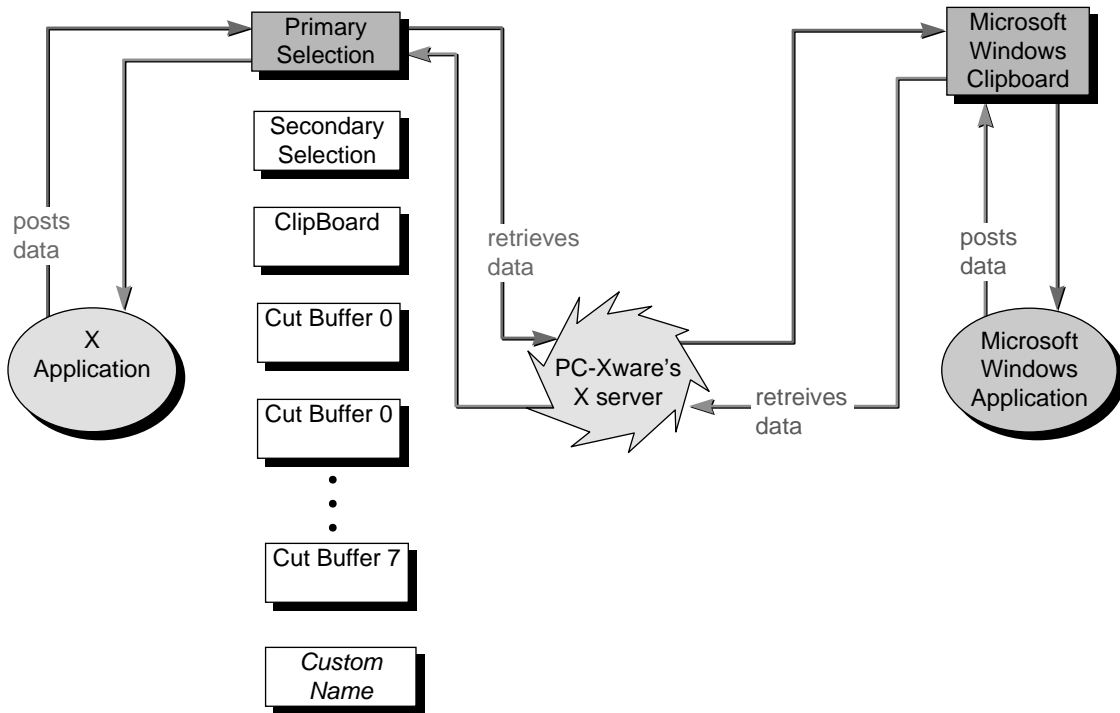 Primary
Selection
Microsoft
Windows
Clipboard
Secondary
Selection
posts
data
ClipBoard
retrieves
data
posts
data
Cut Buffer 0
X
Application
PC-Xware's
X server
Microsoft
Windows
Application
retreives
data
Cut Buffer 0
Cut Buffer 7
Custom
Name